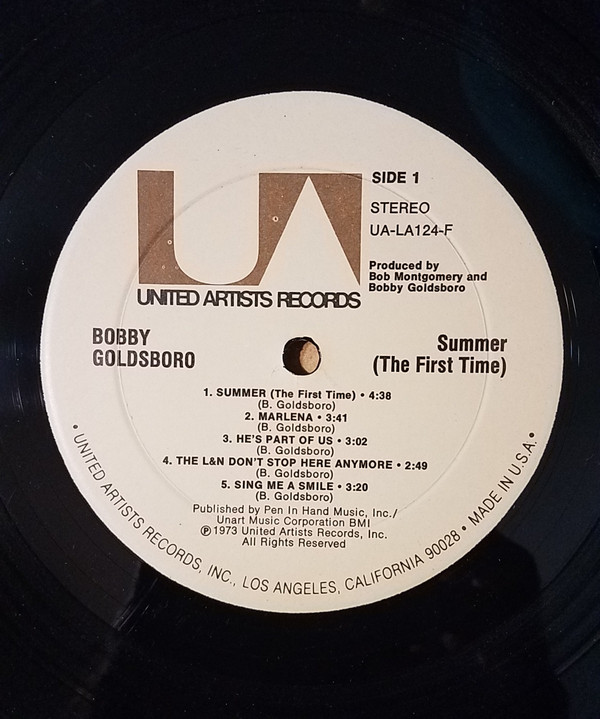 UA
UNITED ARTISTS RECORDS
SIDE 1
STEREO
UA-LA124-F
Produced by
Bob Montgomery and
Bobby Goldsboro
BOBBY
GOLDSBORO
Summer
(The First Time)
1. SUMMER (The First Time) • 4:38
(B. Goldsboro)
2. MARLENA • 3:41
(B. Goldsboro)
3. HE'S PART OF US • 3:02
(B. Goldsboro)
4. THE L&N DON'T STOP HERE ANYMORE • 2:49
(B. Goldsboro)
5. SING ME A SMILE • 3:20
(B. Goldsboro)
Published by Pen In Hand Music, Inc./
Unart Music Corporation BMI
℗ 1973 United Artists Records, Inc.
All Rights Reserved
• UNITED ARTISTS RECORDS, INC., LOS ANGELES, CALIFORNIA 90028 • MADE IN U.S.A. •